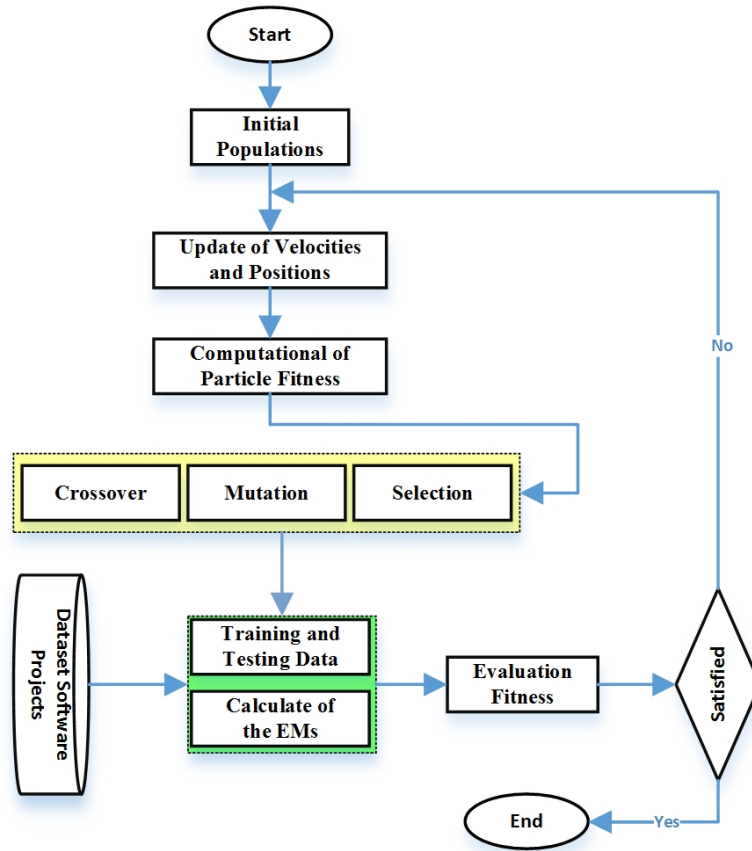 Start
Initial
Populations
Update of Velocities
and Positions
Computational of
Particle Fitness
No
Crossover
Mutation
Selection
Dataset Software
Projects
Training and
Testing Data
Calculate of
the EMs
Evaluation
Fitness
Satisfied
End
Yes